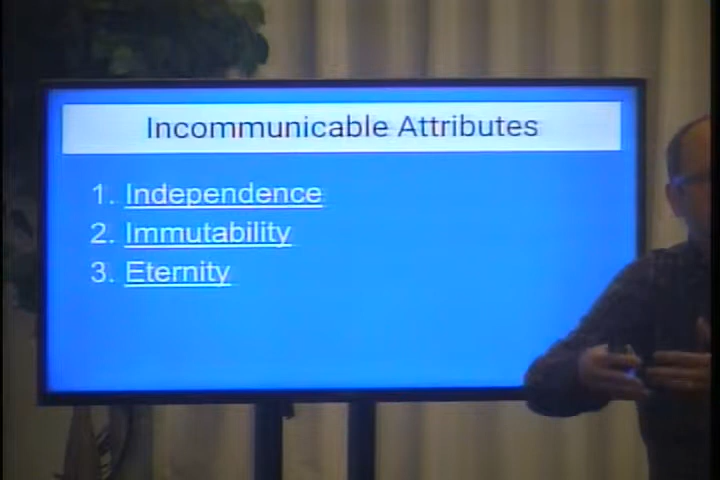 Incommunicable Attributes
1. Independence
2. Immutability
3. Eternity